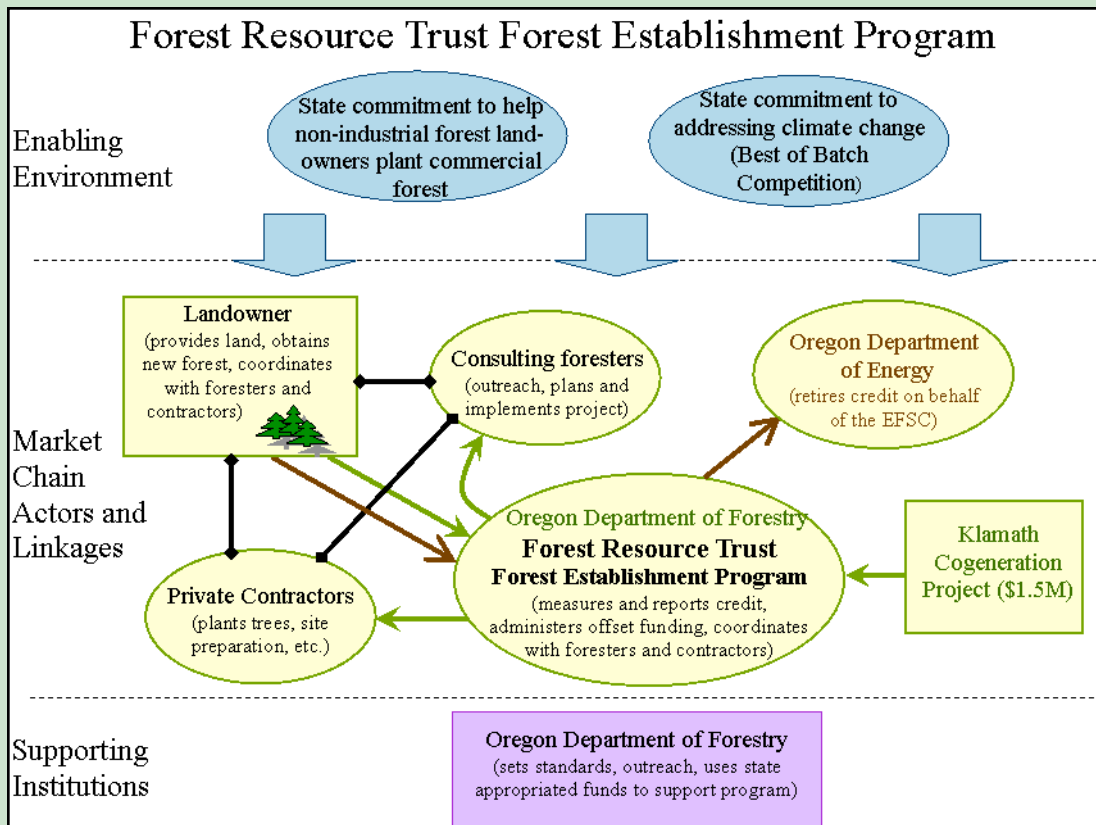 Forest Resource Trust Forest Establishment Program
Enabling
Environment
State commitment to help
non-industrial forest land-
owners plant commercial
forest
State commitment to
addressing climate change
(Best of Batch
Competition)
Market
Chain
Actors and
Linkages
Landowner
(provides land, obtains
new forest, coordinates
with foresters and
contractors)
Consulting foresters
(outreach, plans and
implements project)
Oregon Department
of Energy
(retires credit on behalf
of the EFSC)
Private Contractors
(plants trees, site
preparation, etc.)
Oregon Department of Forestry
Forest Resource Trust
Forest Establishment Program
(measures and reports credit,
administers offset funding, coordinates
with foresters and contractors)
Klamath
Cogeneration
Project ($1.5M)
Supporting
Institutions
Oregon Department of Forestry
(sets standards, outreach, uses state
appropriated funds to support program)